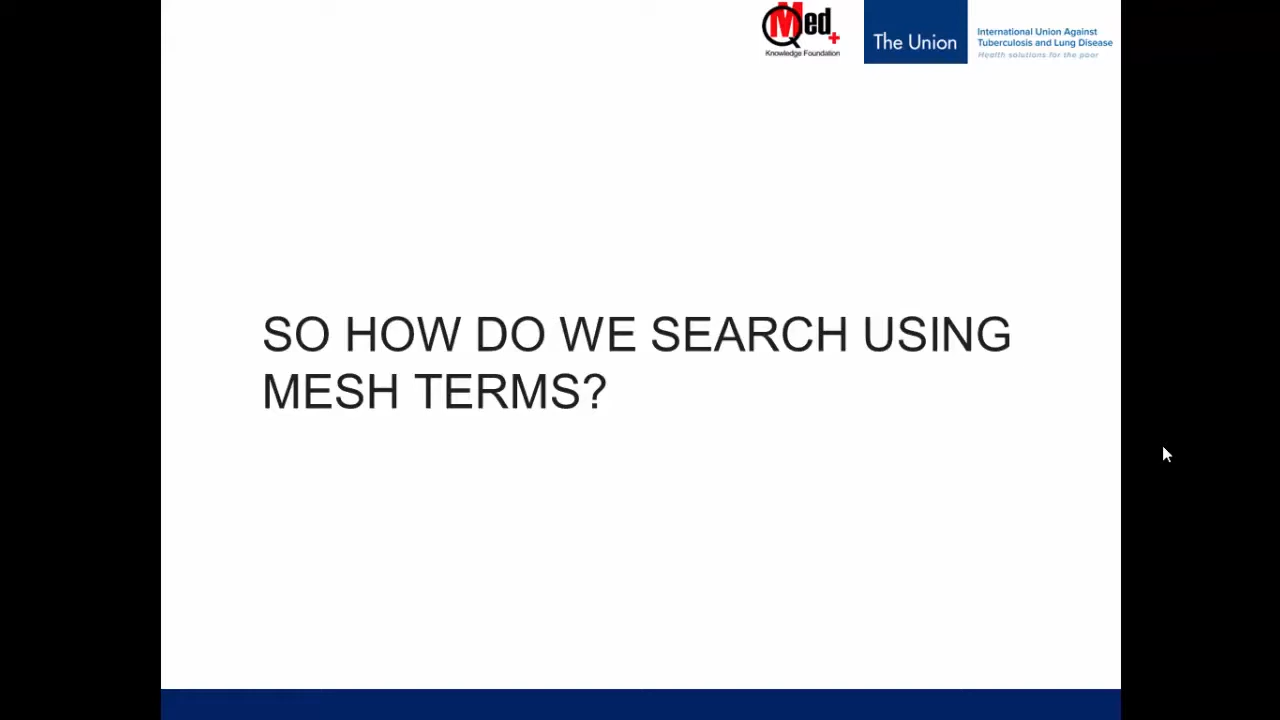 QMed
Knowledge Foundation
The Union
International Union Against
Tuberculosis and Lung Disease
Health solutions for the poor
SO HOW DO WE SEARCH USING
MESH TERMS?